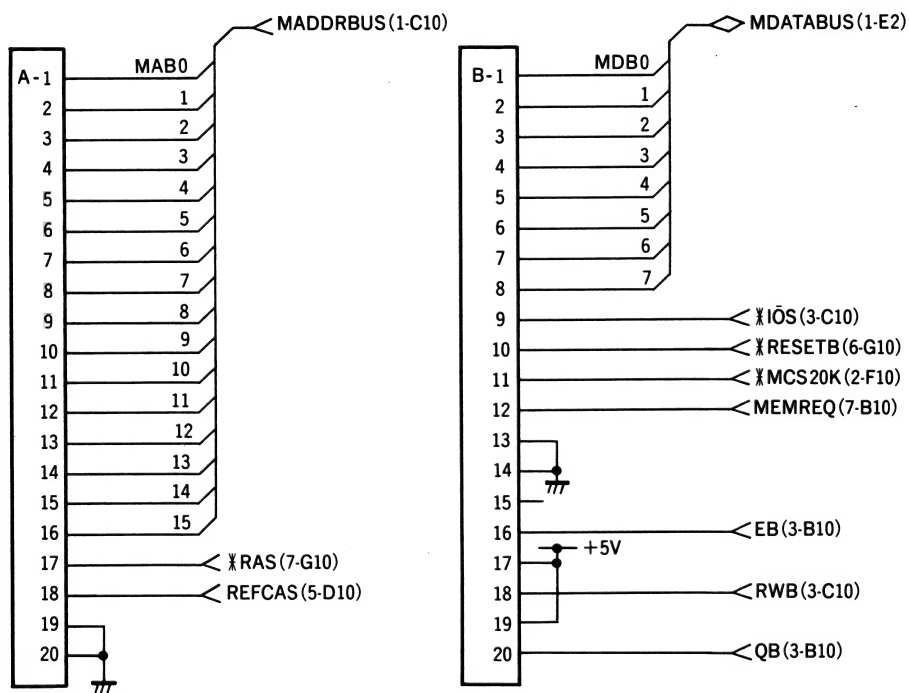 MADDRBUS (1-C10)
A-1 MAB0
2 1
3 2
4 3
5 4
6 5
7 6
8 7
9 8
10 9
11 10
12 11
13 12
14 13
15 14
16 15
17 ※RAS (7-G10)
18 REFCAS (5-D10)
19
20
MDATABUS (1-E2)
B-1 MDB0
2 1
3 2
4 3
5 4
6 5
7 6
8 7
9 ※IŌS (3-C10)
10 ※RESETB (6-G10)
11 ※MCS20K (2-F10)
12 MEMREQ (7-B10)
13
14
15
16 EB (3-B10)
+5V
17
18 RWB (3-C10)
19
20 QB (3-B10)